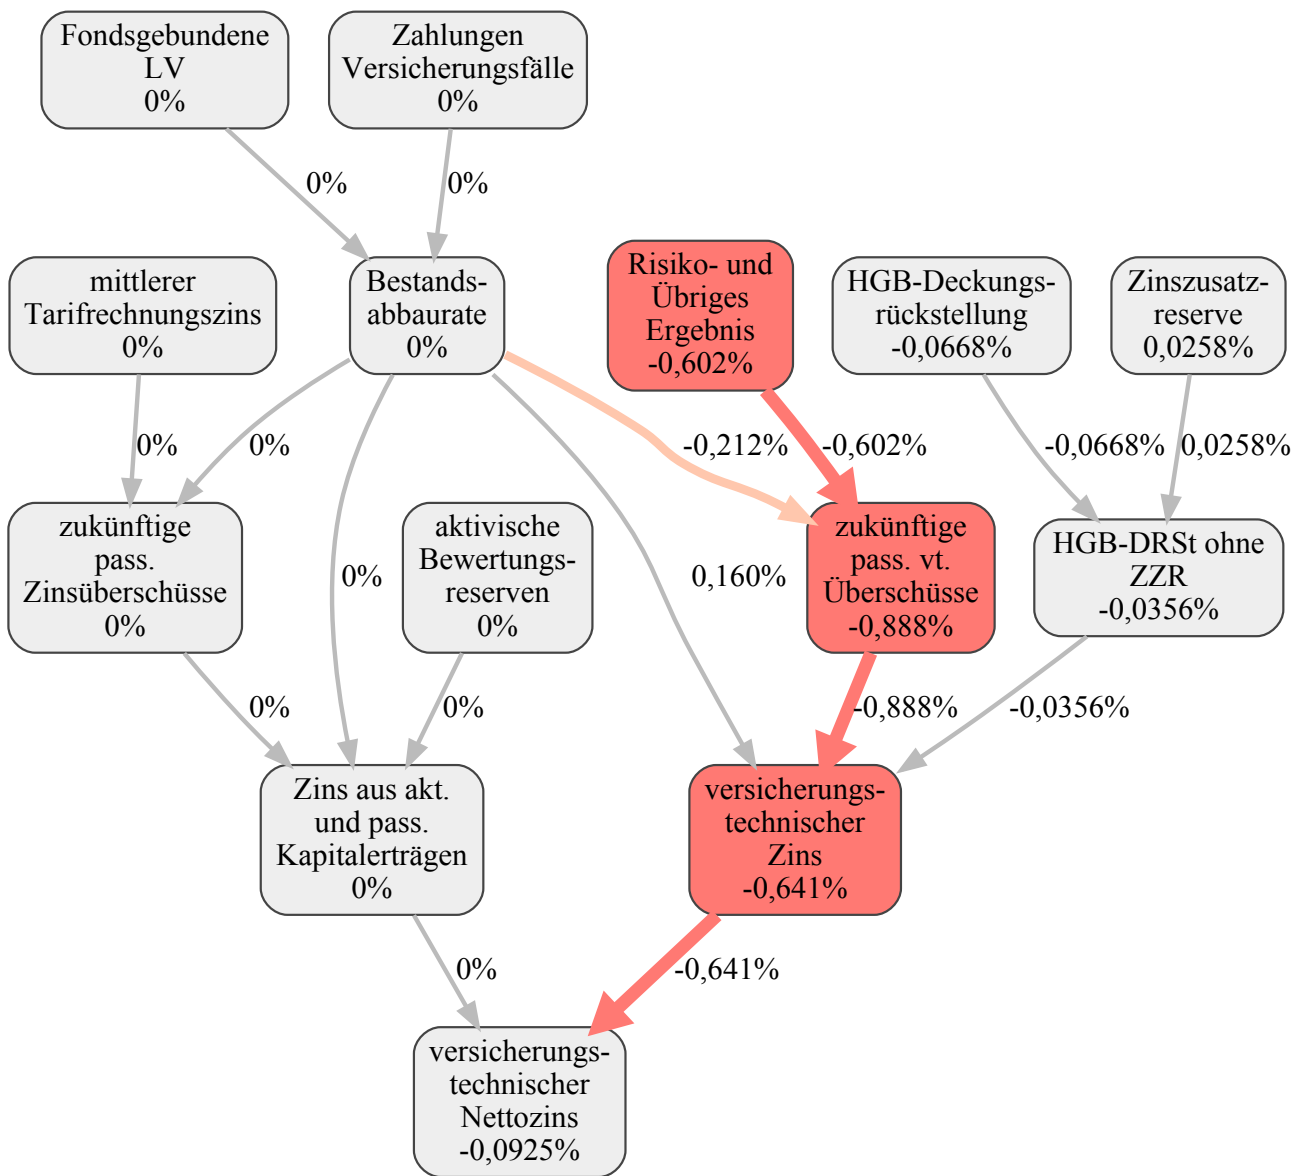 Fondsgebundene
LV
0%
Zahlungen
Versicherungsfälle
0%
0%
0%
mittlerer
Tarifrechnungszins
0%
Bestands-
abbaurate
0%
Risiko- und
Übriges
Ergebnis
-0,602%
HGB-Deckungs-
rückstellung
-0,0668%
Zinszusatz-
reserve
0,0258%
0%
0%
-0,212%
-0,602%
-0,0668%
0,0258%
zukünftige
pass.
Zinsüberschüsse
0%
0%
aktivische
Bewertungs-
reserven
0%
0,160%
zukünftige
pass. vt.
Überschüsse
-0,888%
HGB-DRSt ohne
ZZR
-0,0356%
0%
0%
-0,888%
-0,0356%
Zins aus akt.
und pass.
Kapitalerträgen
0%
versicherungs-
technischer
Zins
-0,641%
0%
-0,641%
versicherungs-
technischer
Nettozins
-0,0925%